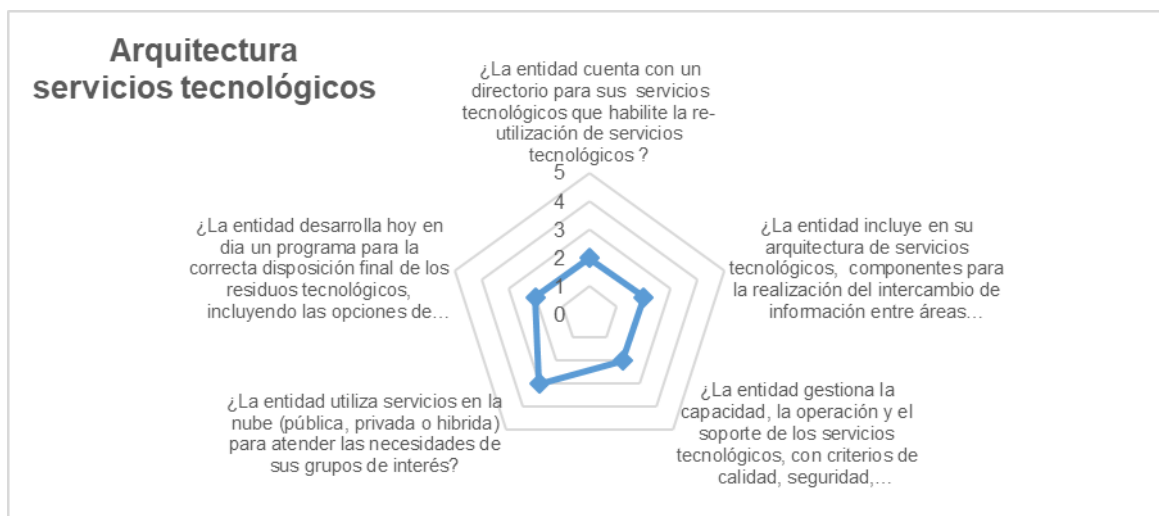 Arquitectura
servicios tecnológicos
¿La entidad cuenta con un
directorio para sus servicios
tecnológicos que habilite la re-
utilización de servicios
tecnológicos ?
5
4
3
2
1
0
¿La entidad incluye en su
arquitectura de servicios
tecnológicos, componentes para
la realización del intercambio de
información entre áreas...
¿La entidad gestiona la
capacidad, la operación y el
soporte de los servicios
tecnológicos, con criterios de
calidad, seguridad,...
¿La entidad utiliza servicios en la
nube (pública, privada o hibrida)
para atender las necesidades de
sus grupos de interés?
¿La entidad desarrolla hoy en
dia un programa para la
correcta disposición final de los
residuos tecnológicos,
incluyendo las opciones de...